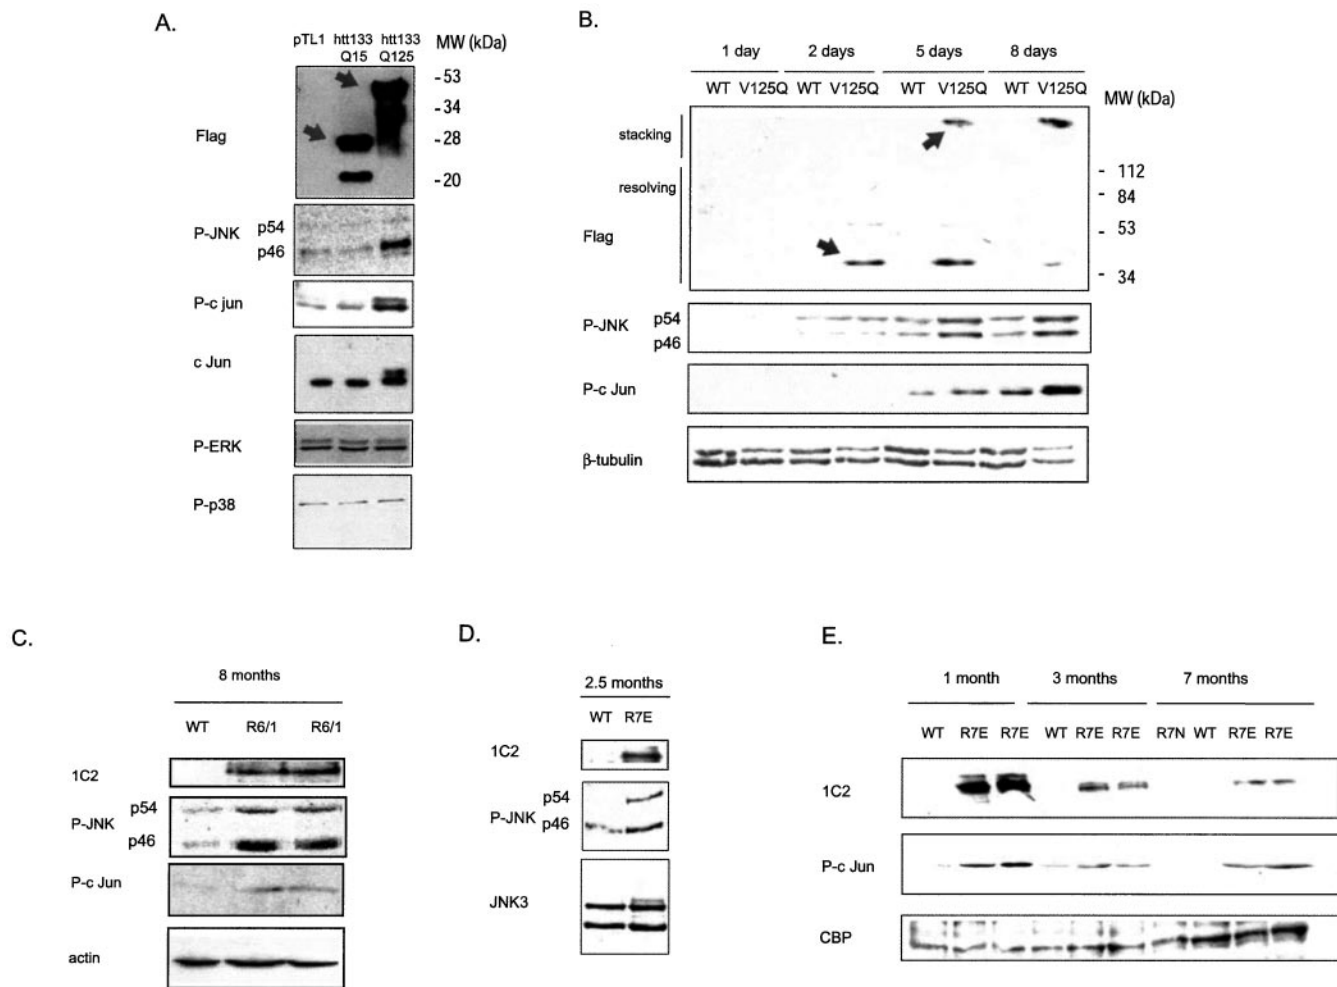 A.
pTL1 htt133 Q15 htt133 Q125 MW (kDa)
- 53
- 34
Flag - 28
- 20
P-JNK p54
p46
P-c jun
c Jun
P-ERK
P-p38
B.
1 day 2 days 5 days 8 days
WT V125Q WT V125Q WT V125Q WT V125Q MW (kDa)
stacking
- 112
resolving
- 84
Flag - 53
- 34
P-JNK p54
p46
P-c Jun
β-tubulin
C.
8 months
WT R6/1 R6/1
1C2
P-JNK p54
p46
P-c Jun
actin
D.
2.5 months
WT R7E
1C2
P-JNK p54
p46
JNK3
E.
1 month 3 months 7 months
WT R7E R7E WT R7E R7E R7N WT R7E R7E
1C2
P-c Jun
CBP